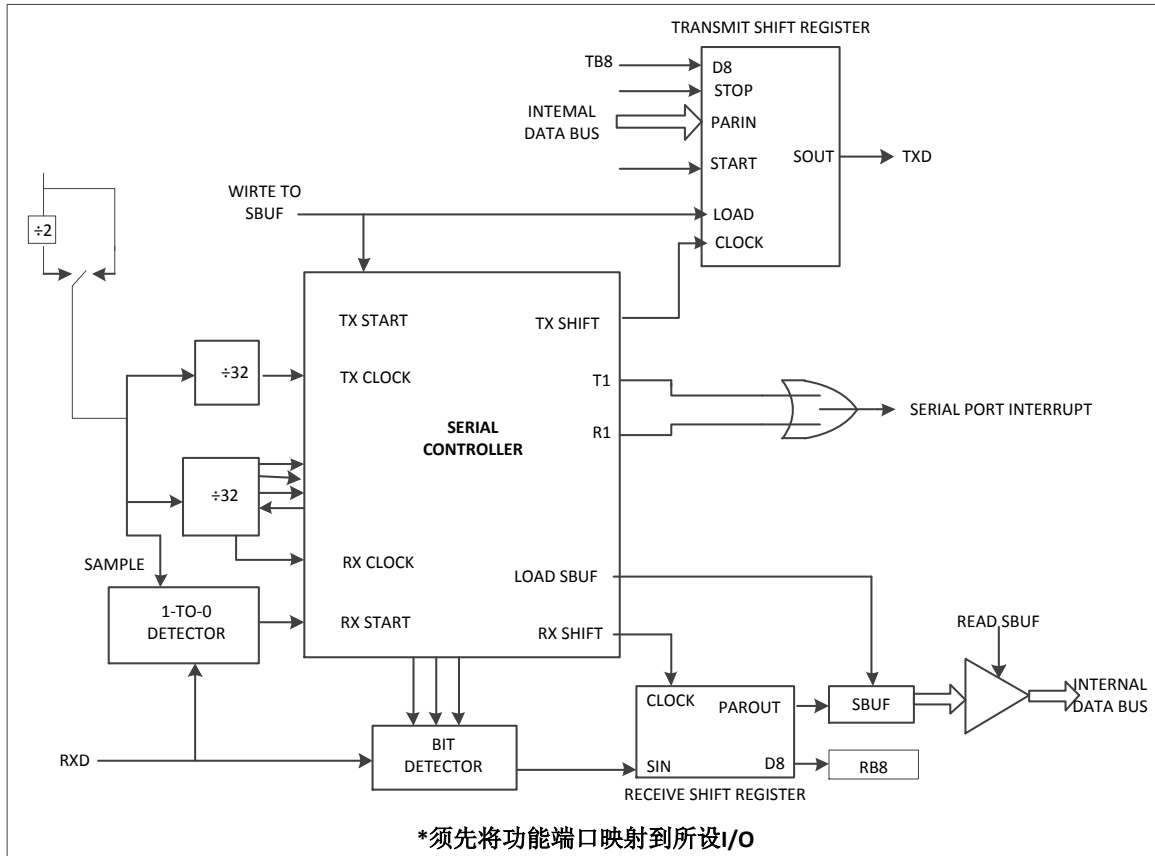 TRANSMIT SHIFT REGISTER
TB8
D8
STOP
INTEMAL
DATA BUS
PARIN
START
SOUT
TXD
WIRTE TO
SBUF
LOAD
CLOCK
÷2
TX START
TX SHIFT
÷32
TX CLOCK
T1
SERIAL PORT INTERRUPT
R1
SERIAL
CONTROLLER
÷32
SAMPLE
RX CLOCK
LOAD SBUF
1-TO-0
DETECTOR
RX START
RX SHIFT
READ SBUF
CLOCK
PAROUT
SBUF
INTERNAL
DATA BUS
RXD
BIT
DETECTOR
SIN
D8
RB8
RECEIVE SHIFT REGISTER
*须先将功能端口映射到所设I/O